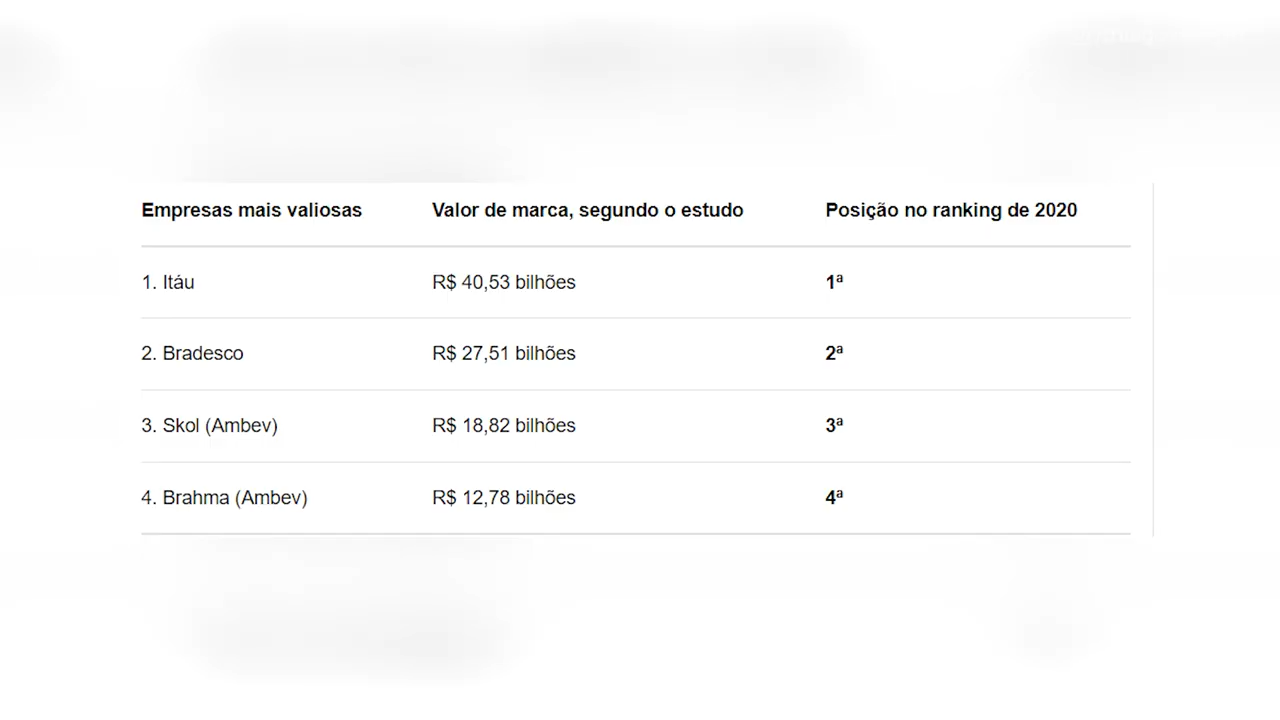 Empresas mais valiosas Valor de marca, segundo o estudo Posição no ranking de 2020
1. Itáu R$ 40,53 bilhões 1ª
2. Bradesco R$ 27,51 bilhões 2ª
3. Skol (Ambev) R$ 18,82 bilhões 3ª
4. Brahma (Ambev) R$ 12,78 bilhões 4ª